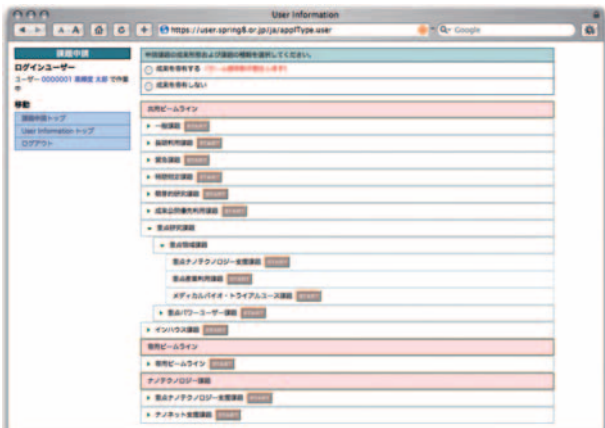 User Information
A A
https://user.spring8.or.jp/ja/applType.user
Google
課題申請
ログインユーザー
ユーザー 0000001 高輝度 太郎 で作業中
移動
課題申請トップ
User Information トップ
ログアウト
申請課題の成果形態および課題の種類を選択してください。
成果を専有する
成果を専有しない
共用ビームライン
一般課題 START
長期利用課題 START
緊急課題 START
時期指定課題 START
萌芽的研究課題 START
成果公開優先利用課題 START
重点研究課題
重点領域課題
重点ナノテクノロジー支援課題 START
重点産業利用課題 START
メディカルバイオ・トライアルユース課題 START
重点パワーユーザー課題 START
インハウス課題 START
専用ビームライン
専用ビームライン START
ナノテクノロジー課題
重点ナノテクノロジー支援課題 START
ナノネット支援課題 START